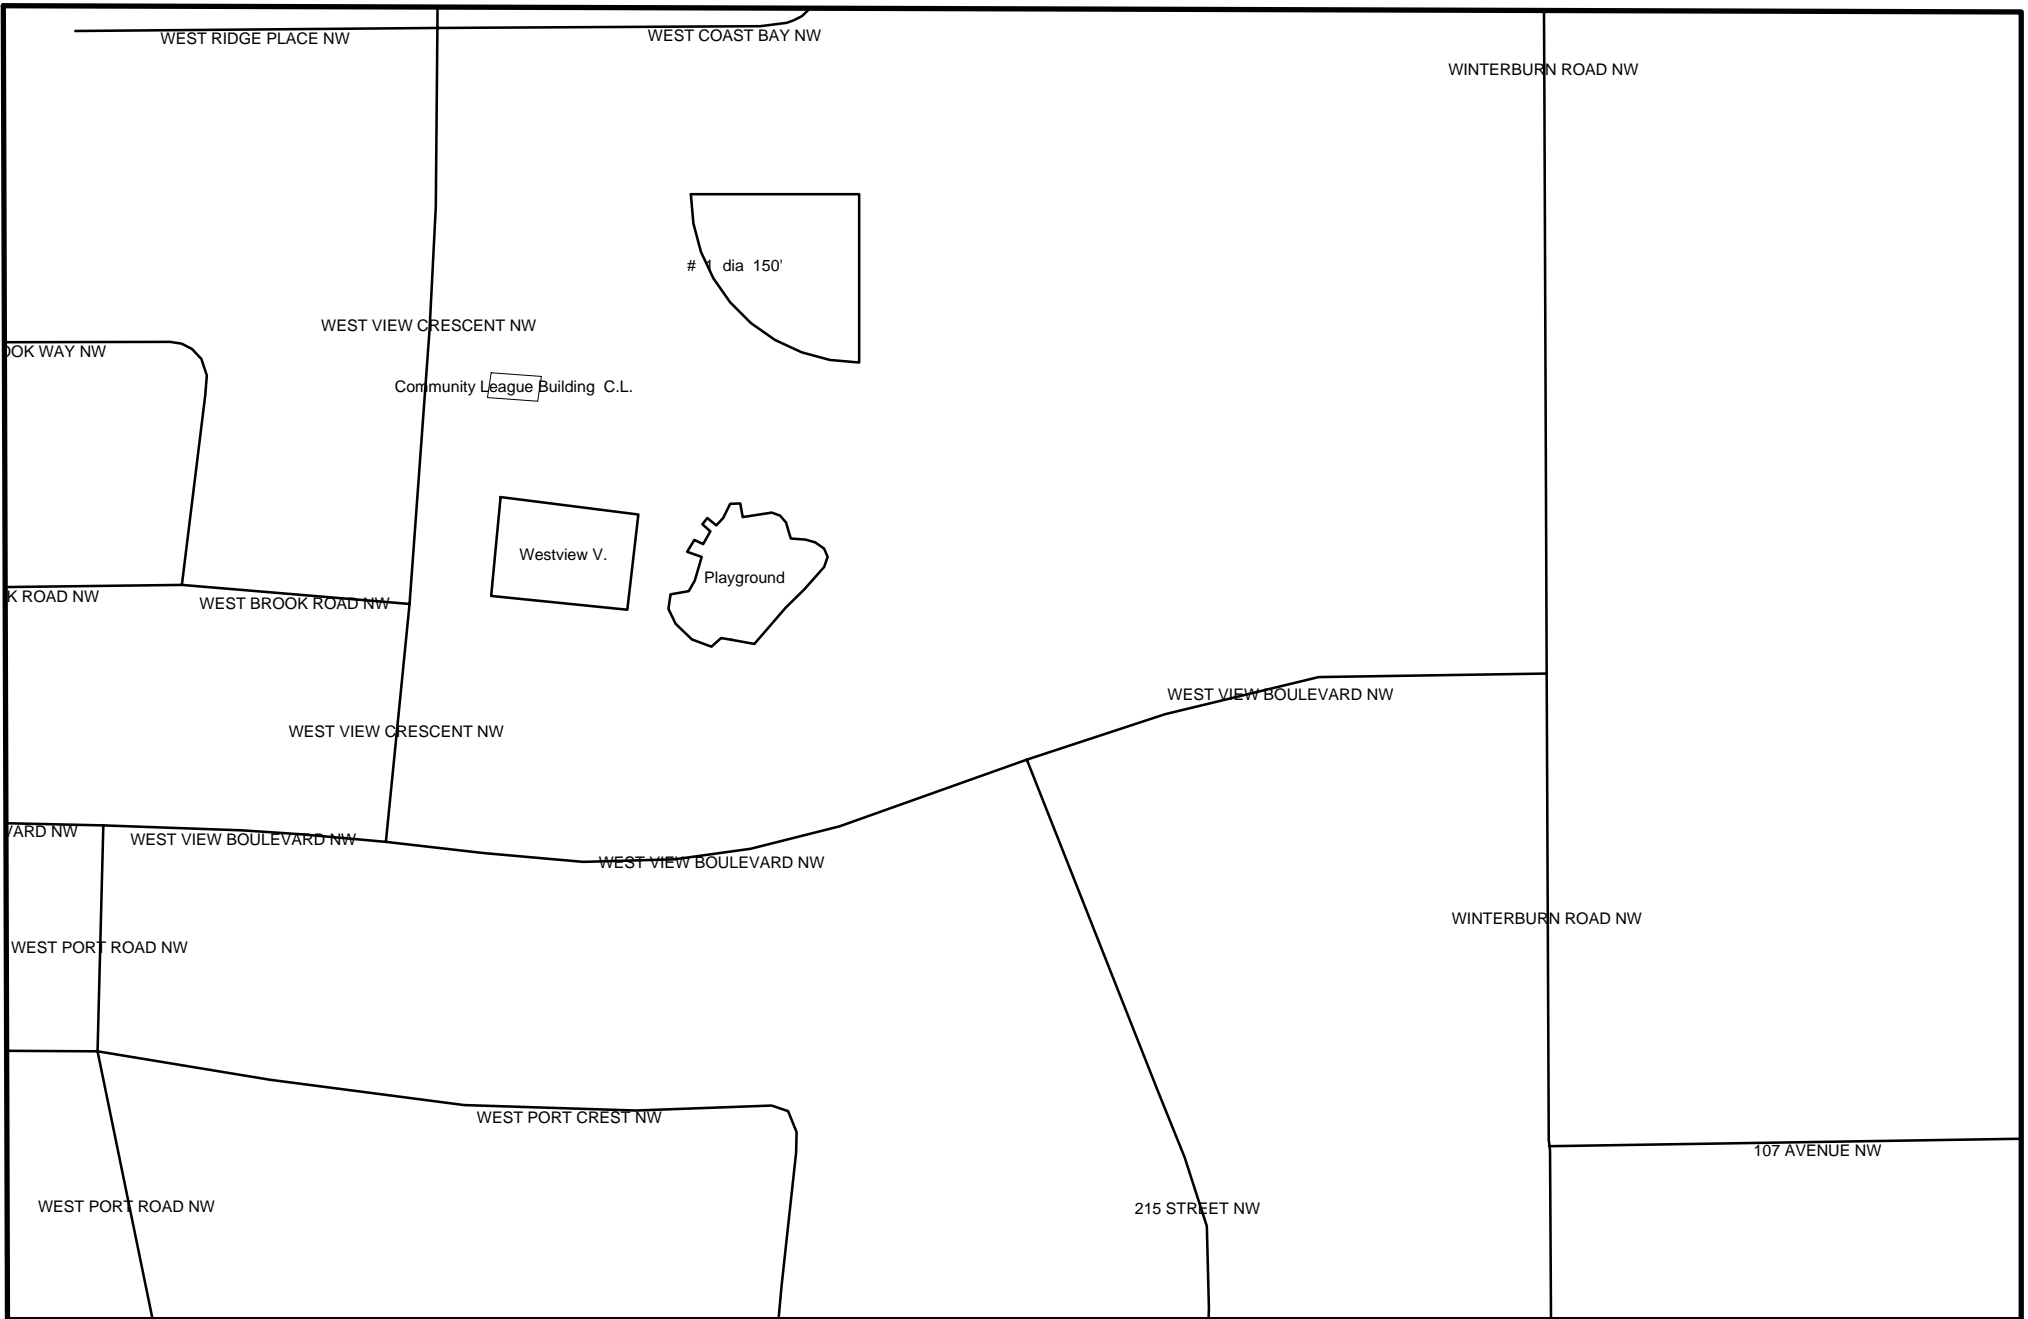 WEST RIDGE PLACE NW
WEST COAST BAY NW
WINTERBURN ROAD NW
# 1 dia 150'
WEST VIEW CRESCENT NW
OOK WAY NW
Community League Building C.L.
Westview V.
Playground
K ROAD NW
WEST BROOK ROAD NW
WEST VIEW BOULEVARD NW
WEST VIEW CRESCENT NW
VARD NW
WEST VIEW BOULEVARD NW
WEST VIEW BOULEVARD NW
WINTERBURN ROAD NW
WEST PORT ROAD NW
WEST PORT CREST NW
107 AVENUE NW
WEST PORT ROAD NW
215 STREET NW